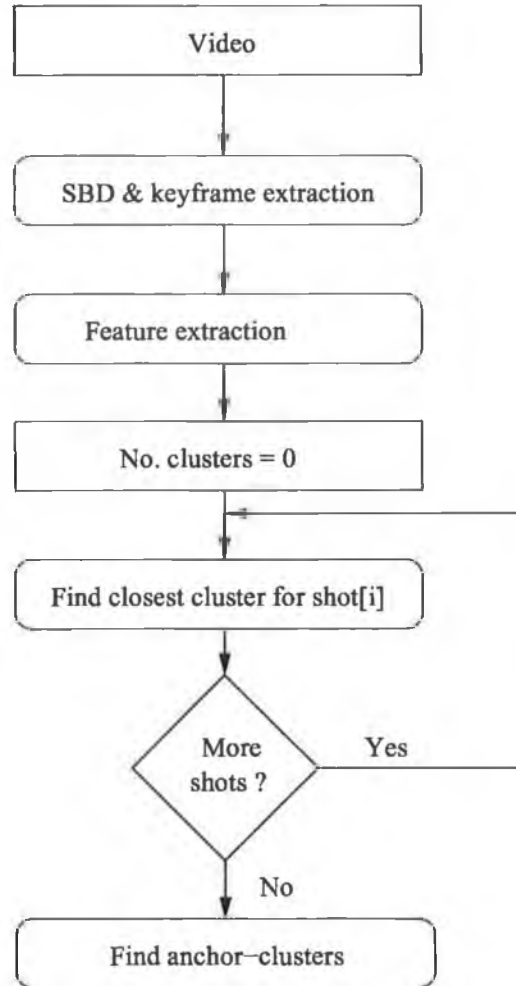 Video
SBD & keyframe extraction
Feature extraction
No. clusters = 0
Find closest cluster for shot[i]
More
shots ?
Yes
No
Find anchor–clusters